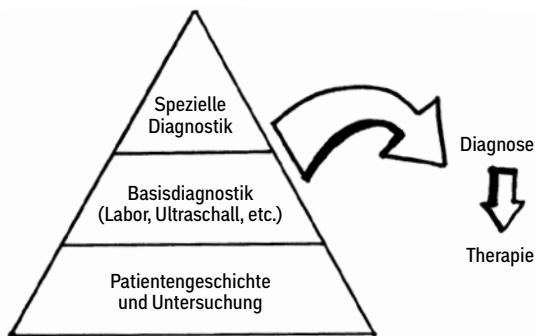 Spezielle
Diagnostik
Basisdiagnostik
(Labor, Ultraschall, etc.)
Patientengeschichte
und Untersuchung
Diagnose
Therapie